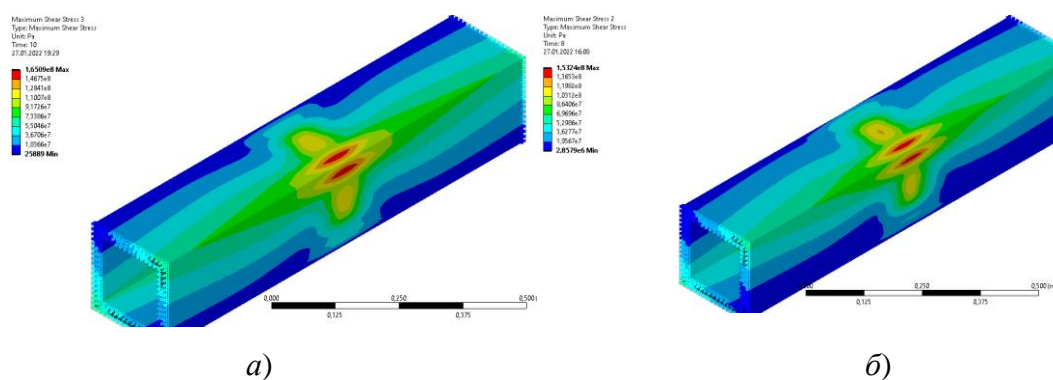 Maximum Shear Stress 3
Type: Maximum Shear Stress
Unit: Pa
Time: 10
27.01.2022 19:29
1,6509e8 Max
1,4675e8
1,2841e8
1,1007e8
9,1726e7
7,3386e7
5,5046e7
3,6706e7
1,8366e7
25889 Min
0,000 0,250 0,500 (
0,125 0,375
а)
Maximum Shear Stress 2
Type: Maximum Shear Stress
Unit: Pa
Time: 8
27.01.2022 16:08
1,5324e8 Max
1,3653e8
1,1982e8
1,0312e8
8,6406e7
6,9696e7
5,2986e7
3,6277e7
1,9567e7
2,8579e6 Min
0,250 0,500 (m
0,125 0,375
б)